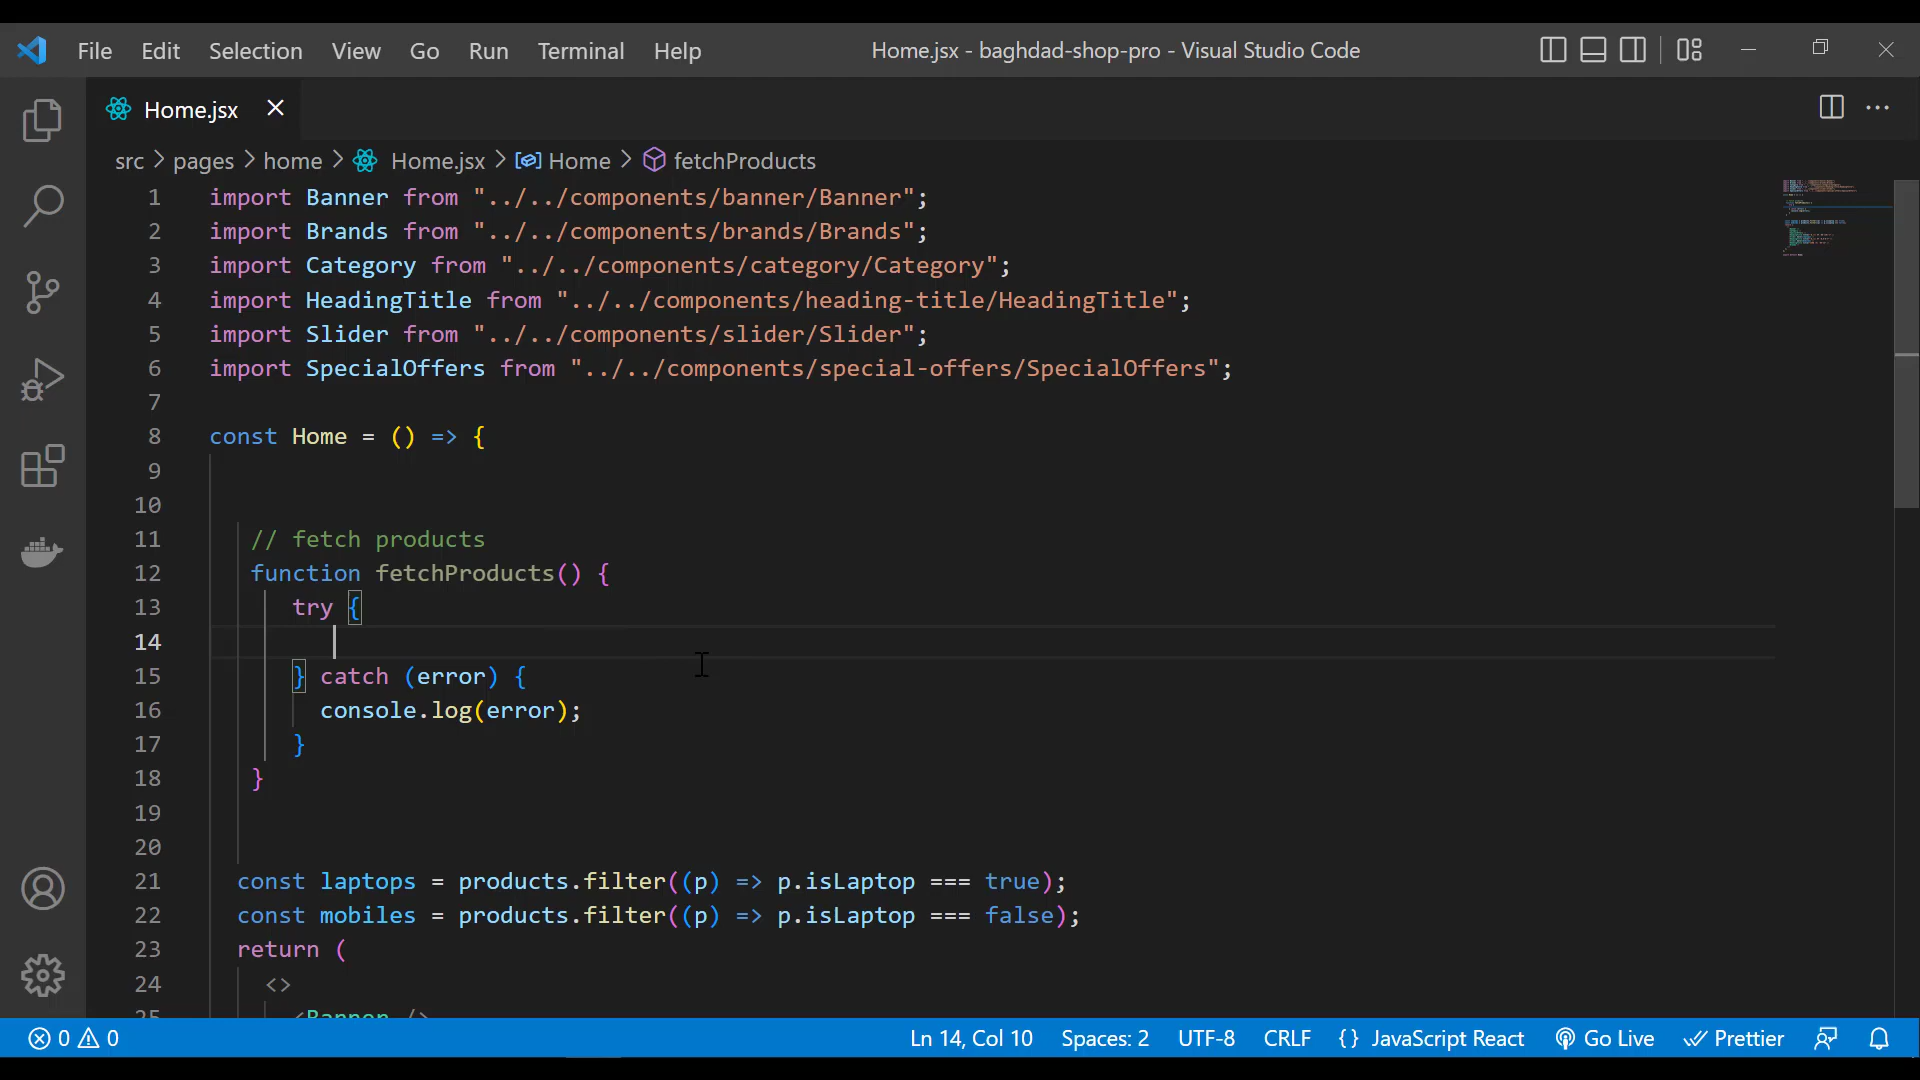 File Edit Selection View Go Run Terminal Help Home.jsx - baghdad-shop-pro - Visual Studio Code
Home.jsx
src > pages > home > Home.jsx > Home > fetchProducts
1 import Banner from "../../components/banner/Banner";
2 import Brands from "../../components/brands/Brands";
3 import Category from "../../components/category/Category";
4 import HeadingTitle from "../../components/heading-title/HeadingTitle";
5 import Slider from "../../components/slider/Slider";
6 import SpecialOffers from "../../components/special-offers/SpecialOffers";
7
8 const Home = () => {
9
10
11 // fetch products
12 function fetchProducts() {
13 try {
14
15 } catch (error) {
16 console.log(error);
17 }
18 }
19
20
21 const laptops = products.filter((p) => p.isLaptop === true);
22 const mobiles = products.filter((p) => p.isLaptop === false);
23 return (
24 <>
25 <Banner />
0 0 Ln 14, Col 10 Spaces: 2 UTF-8 CRLF {} JavaScript React Go Live Prettier